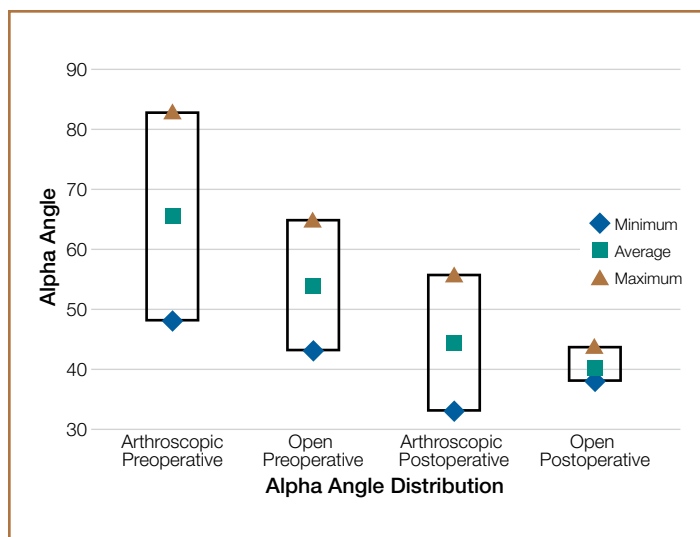 90
80
70
60
50
40
30
Alpha Angle
Minimum
Average
Maximum
Arthroscopic
Preoperative
Open
Preoperative
Arthroscopic
Postoperative
Open
Postoperative
Alpha Angle Distribution